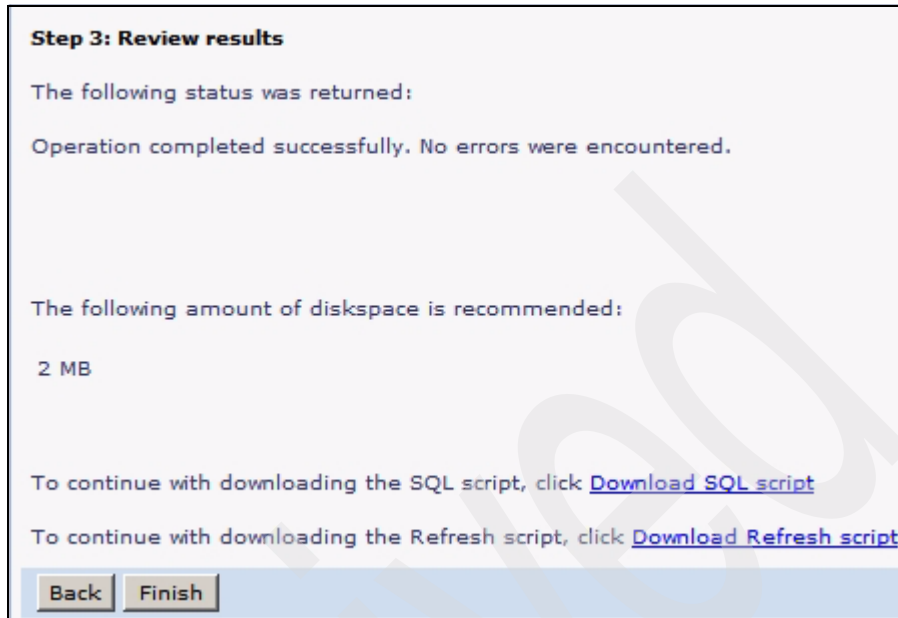 Step 3: Review results
The following status was returned:
Operation completed successfully. No errors were encountered.
The following amount of diskspace is recommended:
2 MB
To continue with downloading the SQL script, click Download SQL script
To continue with downloading the Refresh script, click Download Refresh script
Back Finish